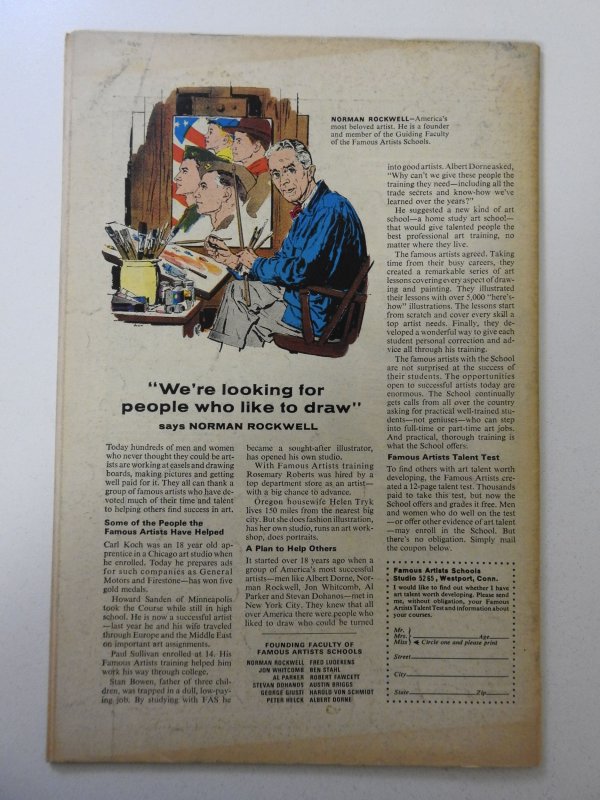 NORMAN ROCKWELL—America's
most beloved artist. He is a founder
and member of the Guiding Faculty
of the Famous Artists Schools.
"We're looking for
people who like to draw"
says NORMAN ROCKWELL
Today hundreds of men and women
who never thought they could be art-
ists are working at easels and drawing
boards, making pictures and getting
well paid for it. They all can thank a
group of famous artists who have de-
voted much of their time and talent
to helping others find success in art.
Some of the People the
Famous Artists Have Helped
Carl Koch was an 18 year old ap-
prentice in a Chicago art studio when
he enrolled. Today he prepares ads
for such companies as General
Motors and Firestone—has won five
gold medals.
Howard Sanden of Minneapolis
took the Course while still in high
school. He is now a successful artist
—last year he and his wife traveled
through Europe and the Middle East
on important art assignments.
Paul Sullivan enrolled at 14. His
Famous Artists training helped him
work his way through college.
Stan Bowen, father of three chil-
dren, was trapped in a dull, low-pay-
ing job. By studying with FAS he
became a sought-after illustrator,
has opened his own studio.
With Famous Artists training
Rosemary Roberts was hired by a
top department store as an artist—
with a big chance to advance.
Oregon housewife Helen Tryk
lives 150 miles from the nearest big
city. But she does fashion illustration,
has her own studio, runs an art work-
shop, does portraits.
A Plan to Help Others
It started over 18 years ago when a
group of America's most successful
artists—men like Albert Dorne, Nor-
man Rockwell, Jon Whitcomb, Al
Parker and Stevan Dohanos—met in
New York City. They knew that all
over America there were people who
liked to draw who could be turned
FOUNDING FACULTY OF
FAMOUS ARTISTS SCHOOLS
NORMAN ROCKWELL FRED LUDEKENS
JON WHITCOMB BEN STAHL
AL PARKER ROBERT FAWCETT
STEVAN DOHANOS AUSTIN BRIGGS
GEORGE GIUSTI HAROLD VON SCHMIDT
PETER HELCK ALBERT DORNE
into good artists. Albert Dorne asked,
"Why can't we give these people the
training they need—including all the
trade secrets and know-how we've
learned over the years?"
He suggested a new kind of art
school—a home study art school—
that would give talented people the
best professional art training, no
matter where they live.
The famous artists agreed. Taking
time from their busy careers, they
created a remarkable series of art
lessons covering every aspect of draw-
ing and painting. They illustrated
their lessons with over 5,000 "here's-
how" illustrations. The lessons start
from scratch and cover every skill a
top artist needs. Finally, they de-
veloped a wonderful way to give each
student personal correction and ad-
vice all through his training.
The famous artists with the School
are not surprised at the success of
their students. The opportunities
open to successful artists today are
enormous. The School continually
gets calls from all over the country
asking for practical well-trained stu-
dents—not geniuses—who can step
into full-time or part-time art jobs.
And practical, thorough training is
what the School offers.
Famous Artists Talent Test
To find others with art talent worth
developing, the Famous Artists cre-
ated a 12-page talent test. Thousands
paid to take this test, but now the
School offers and grades it free. Men
and women who do well on the test
—or offer other evidence of art talent
—may enroll in the School. But
there's no obligation. Simply mail
the coupon below.
Famous Artists Schools
Studio 5265, Westport, Conn.
I would like to find out whether I have
art talent worth developing. Please send
me, without obligation, your Famous
Artists Talent Test and information about
your courses.
Mr.
Mrs. Age
Miss Circle one and please print
Street
City
State Zip